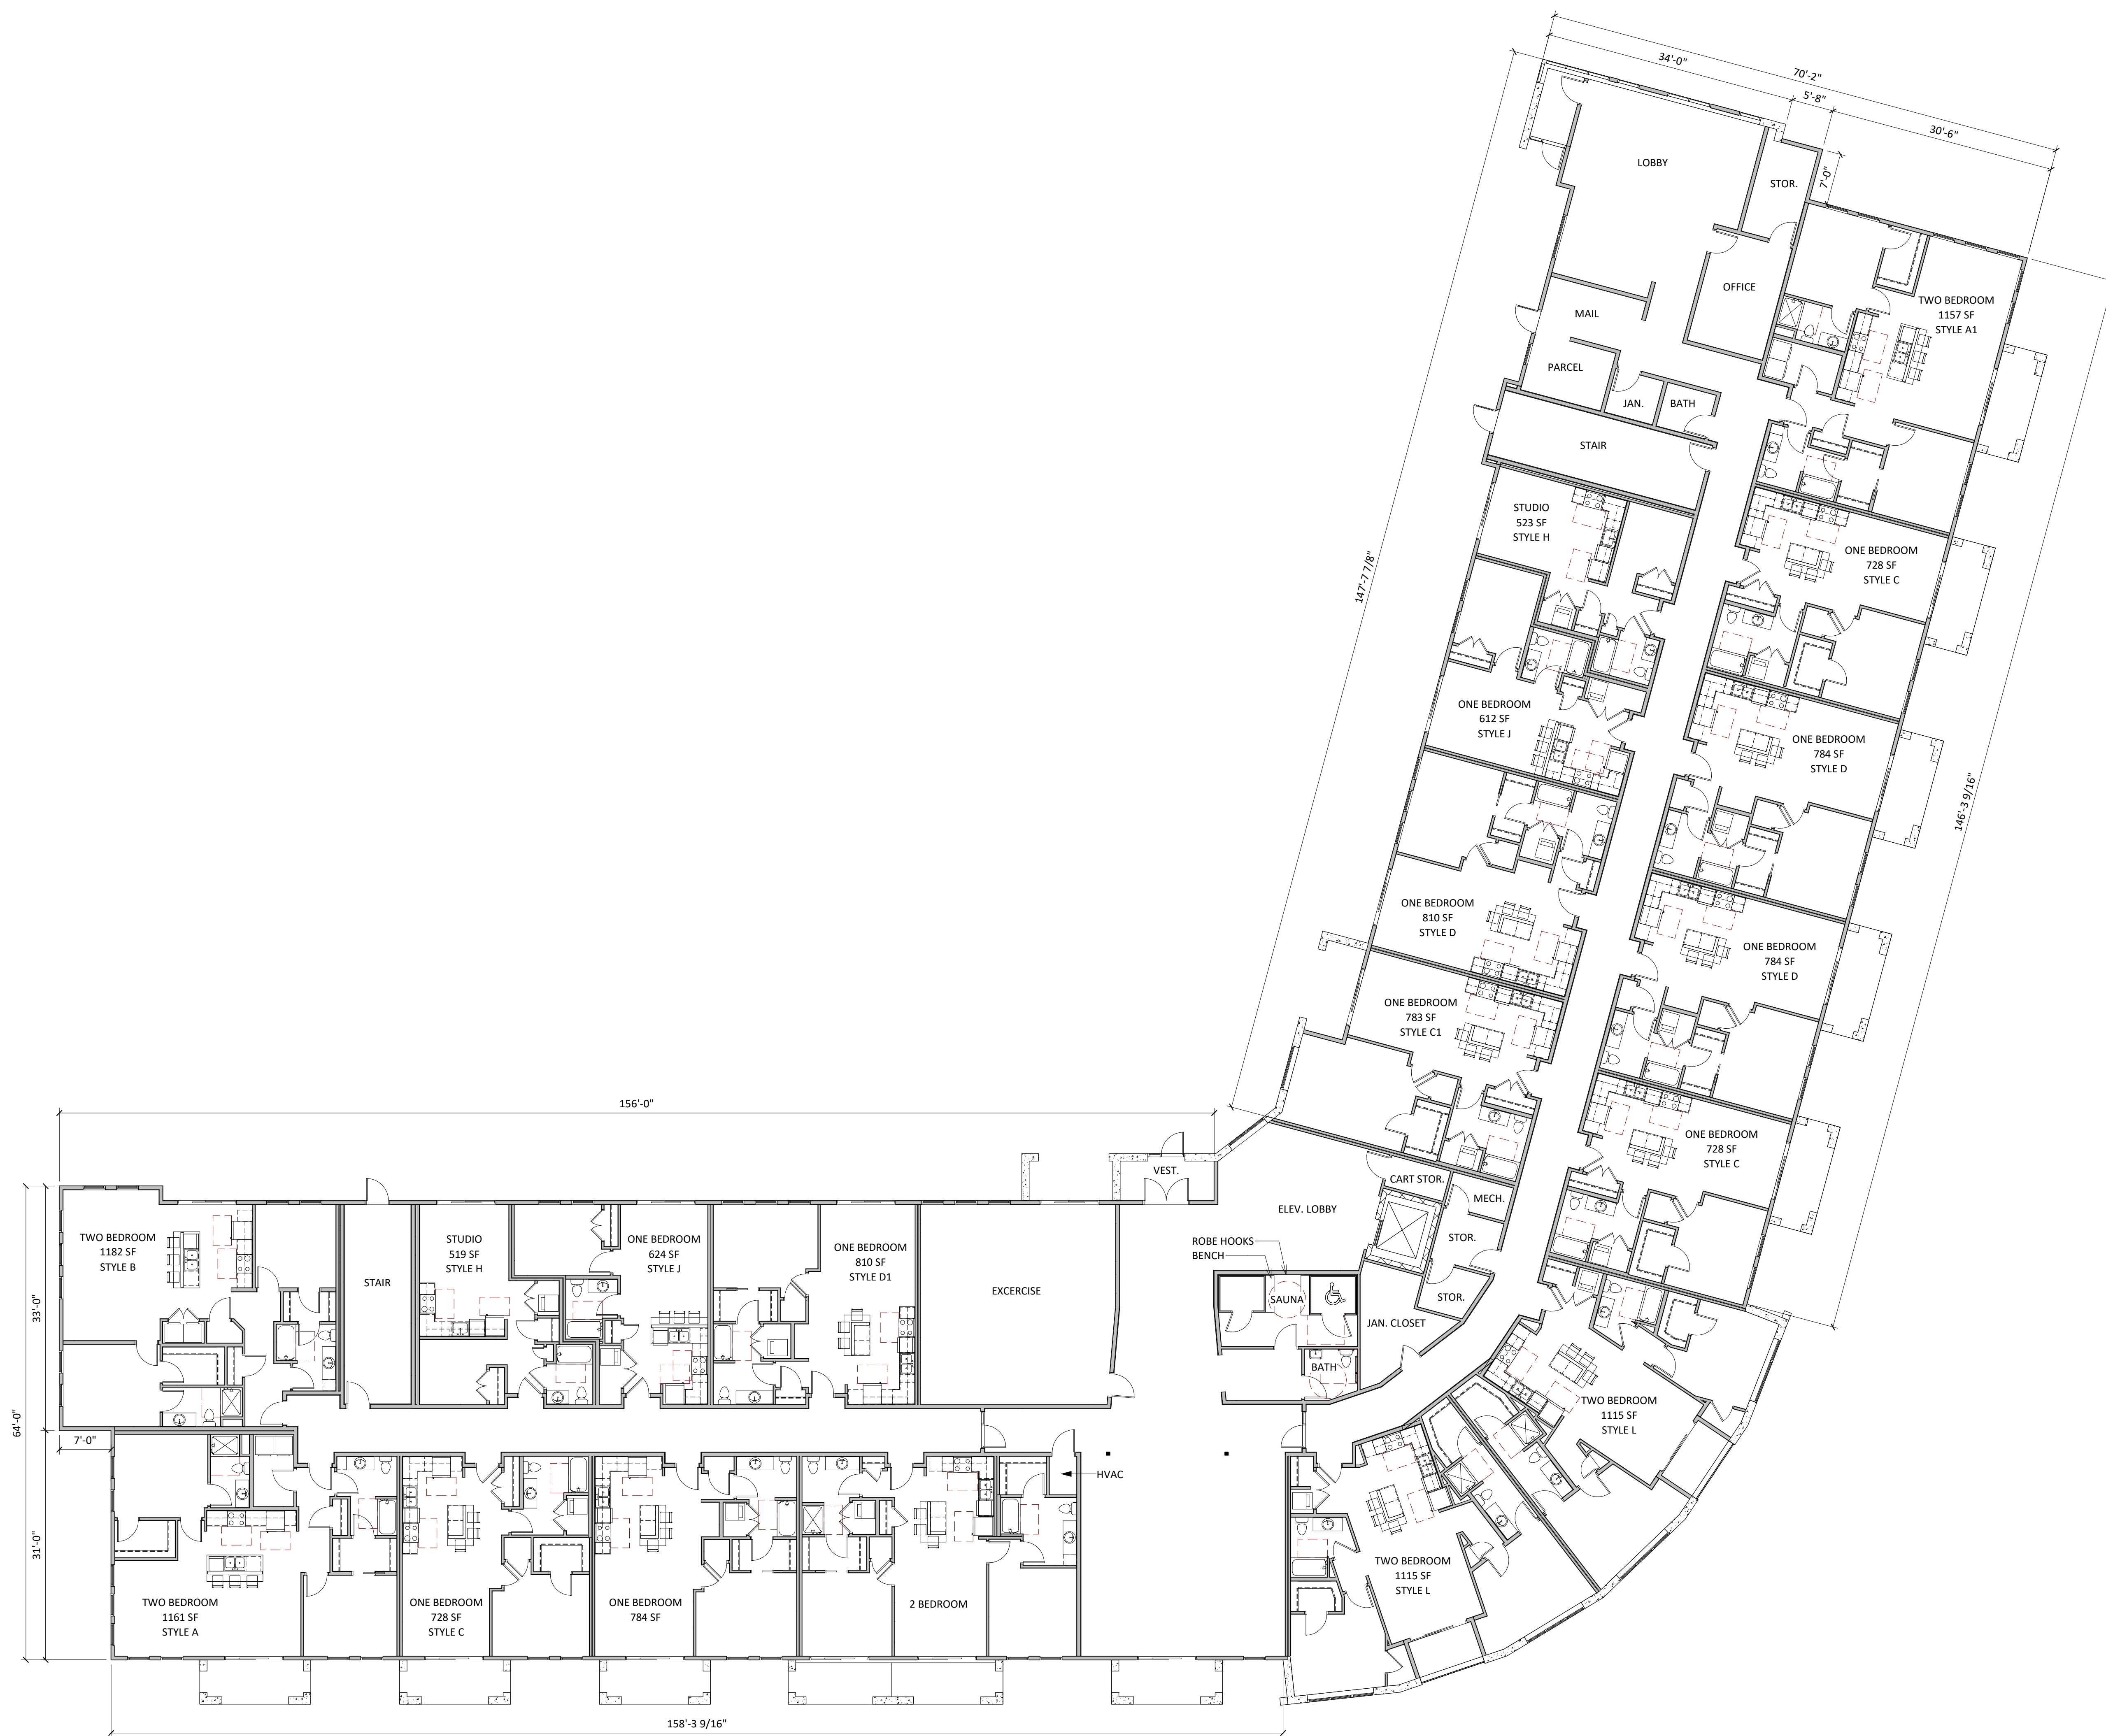 34'-0"
70'-2"
5'-8"
30'-6"
7'-0"
LOBBY
STOR.
OFFICE
TWO BEDROOM
1157 SF
STYLE A1
MAIL
PARCEL
JAN.
BATH
STAIR
STUDIO
523 SF
STYLE H
ONE BEDROOM
728 SF
STYLE C
147'-7 7/8"
ONE BEDROOM
612 SF
STYLE J
ONE BEDROOM
784 SF
STYLE D
146'-3 9/16"
ONE BEDROOM
810 SF
STYLE D
ONE BEDROOM
784 SF
STYLE D
ONE BEDROOM
783 SF
STYLE C1
ONE BEDROOM
728 SF
STYLE C
156'-0"
VEST.
CART STOR.
MECH.
ELEV. LOBBY
STOR.
ROBE HOOKS
BENCH
SAUNA
STOR.
JAN. CLOSET
BATH
TWO BEDROOM
1182 SF
STYLE B
STAIR
STUDIO
519 SF
STYLE H
ONE BEDROOM
624 SF
STYLE J
ONE BEDROOM
810 SF
STYLE D1
EXCERCISE
33'-0"
64'-0"
7'-0"
31'-0"
HVAC
TWO BEDROOM
1115 SF
STYLE L
TWO BEDROOM
1115 SF
STYLE L
TWO BEDROOM
1161 SF
STYLE A
ONE BEDROOM
728 SF
STYLE C
ONE BEDROOM
784 SF
2 BEDROOM
158'-3 9/16"